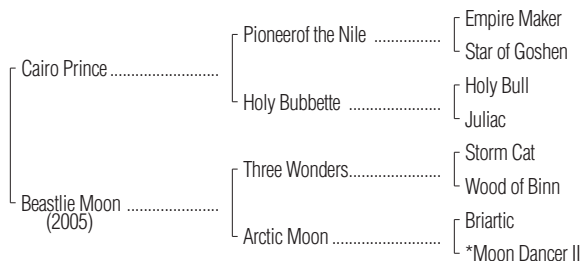 Empire Maker
Pioneerof the Nile ....................
Star of Goshen
Cairo Prince...........................
Holy Bull
Holy Bubbette .......................
Juliac
Storm Cat
Three Wonders.......................
Wood of Binn
Beastlie Moon .......................
(2005)
Briartic
Arctic Moon ...........................
*Moon Dancer II